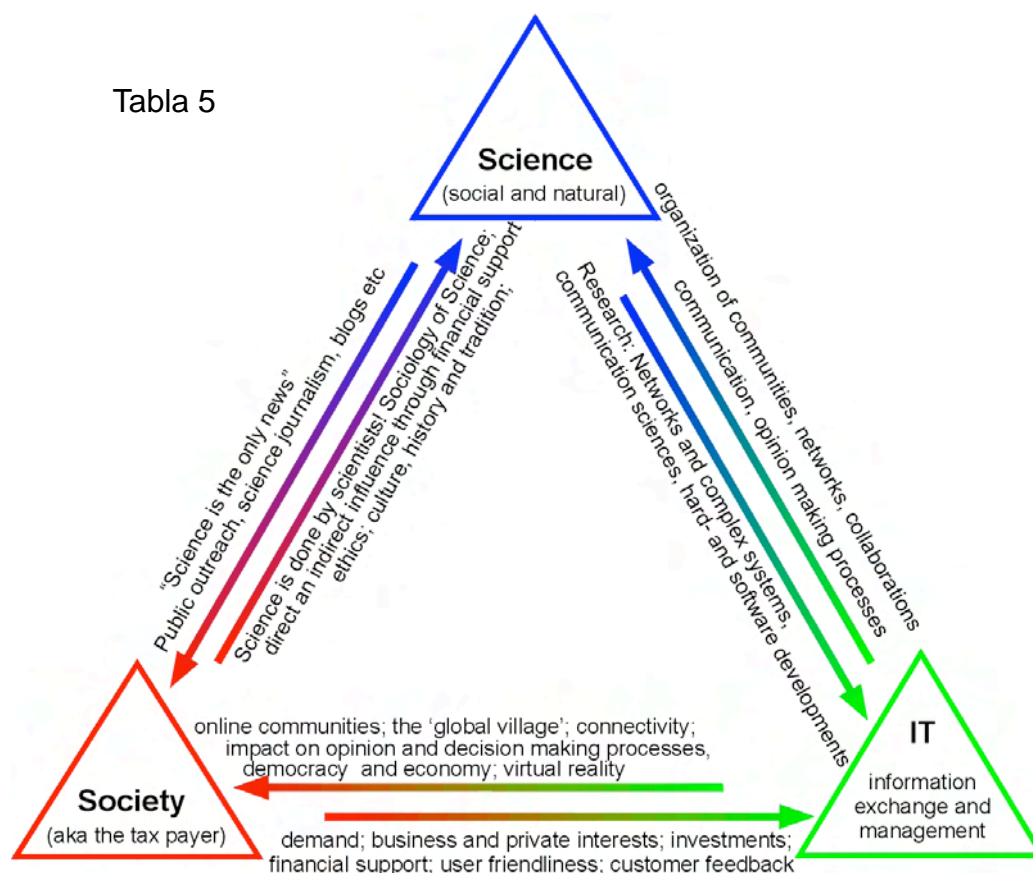 Tabla 5
Science
(social and natural)
“Science is the only news”
Public outreach, science journalism, blogs etc
Science is done by scientists! Sociology of Science;
direct an indirect influence through financial support
ethics; culture, history and tradition;
organization of communities, networks, collaborations
communication, opinion making processes
Research: Networks and complex systems,
communication sciences, hard- and software developments
Society
(aka the tax payer)
online communities; the ‘global village’; connectivity;
impact on opinion and decision making processes,
democracy and economy; virtual reality
demand; business and private interests; investments;
financial support; user friendliness; customer feedback
IT
information
exchange and
management